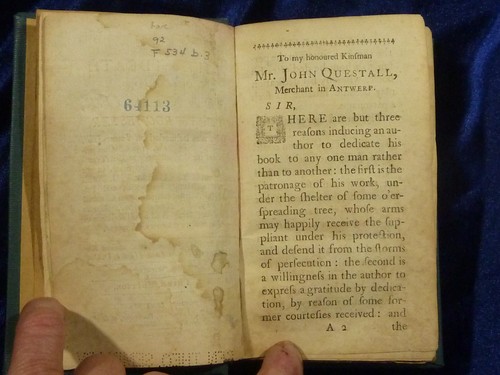 92
F 534 b.3
64113
To my honoured Kinſman
Mr. JOHN QUESTALL,
Merchant in ANTWERP.
SIR,
THERE are but three
reaſons inducing an au-
thor to dedicate his
book to any one man rather
than to another: the firſt is the
patronage of his work, un-
der the ſhelter of ſome o'er-
ſpreading tree, whoſe arms
may happily receive the ſup-
pliant under his protection,
and defend it from the ſtorms
of perſecution: the ſecond is
a willingneſs in the author to
expreſs a gratitude by dedica-
tion, by reaſon of ſome for-
mer courteſies received: and
A 2 the